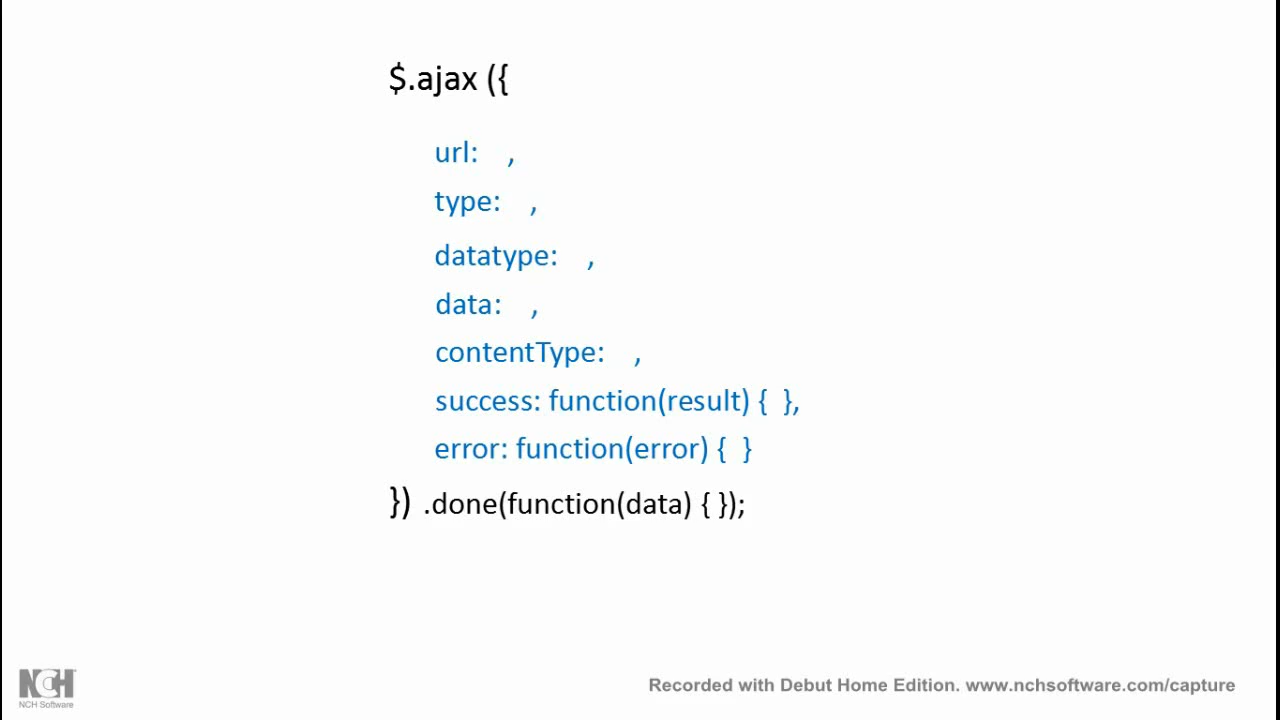 $.ajax ({
url: ,
type: ,
datatype: ,
data: ,
contentType: ,
success: function(result) { },
error: function(error) { }
}) .done(function(data) { });
NCH
NCH Software
Recorded with Debut Home Edition. www.nchsoftware.com/capture